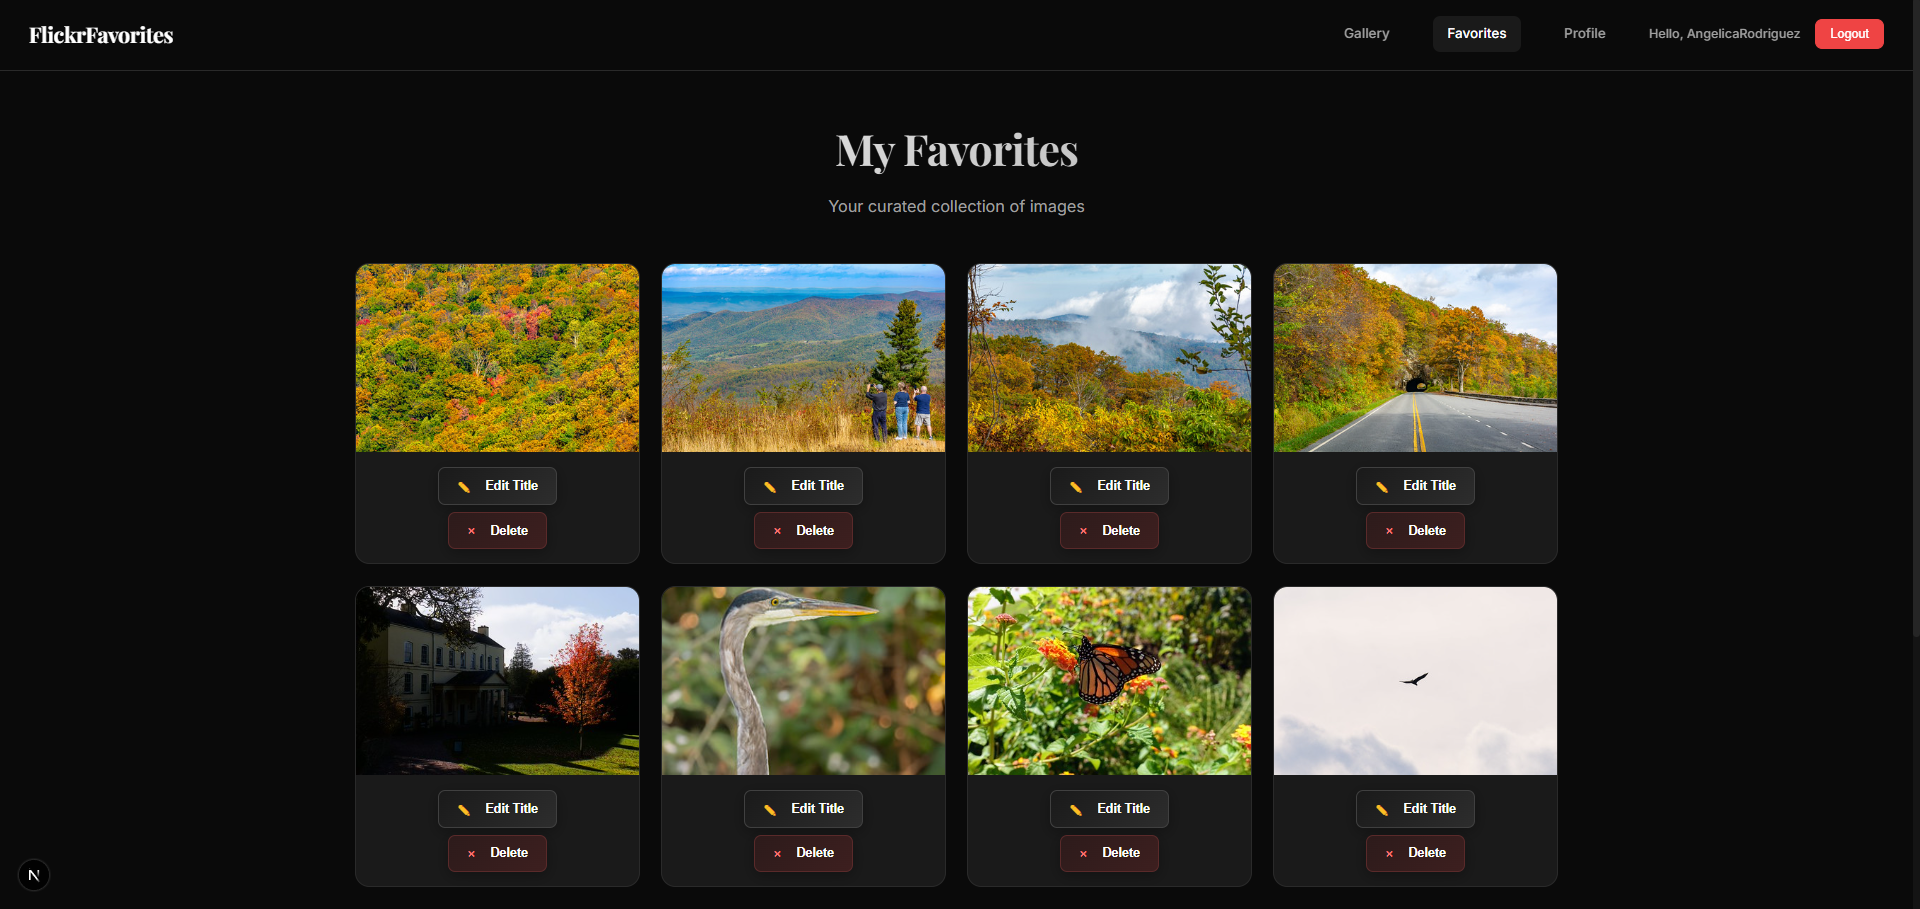 FlickrFavorites
Gallery Favorites Profile Hello, AngelicaRodriguez Logout
My Favorites
Your curated collection of images
Edit Title Edit Title Edit Title Edit Title
× Delete × Delete × Delete × Delete
Edit Title Edit Title Edit Title Edit Title
× Delete × Delete × Delete × Delete
N